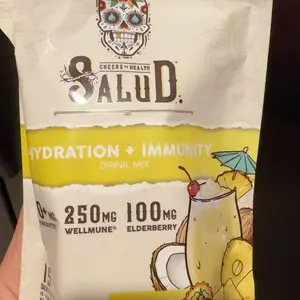 CHEERS TO HEALTH
SALUD.
HYDRATION + IMMUNITY
DRINK MIX
250MG 100MG
WELLMUNE® ELDERBERRY